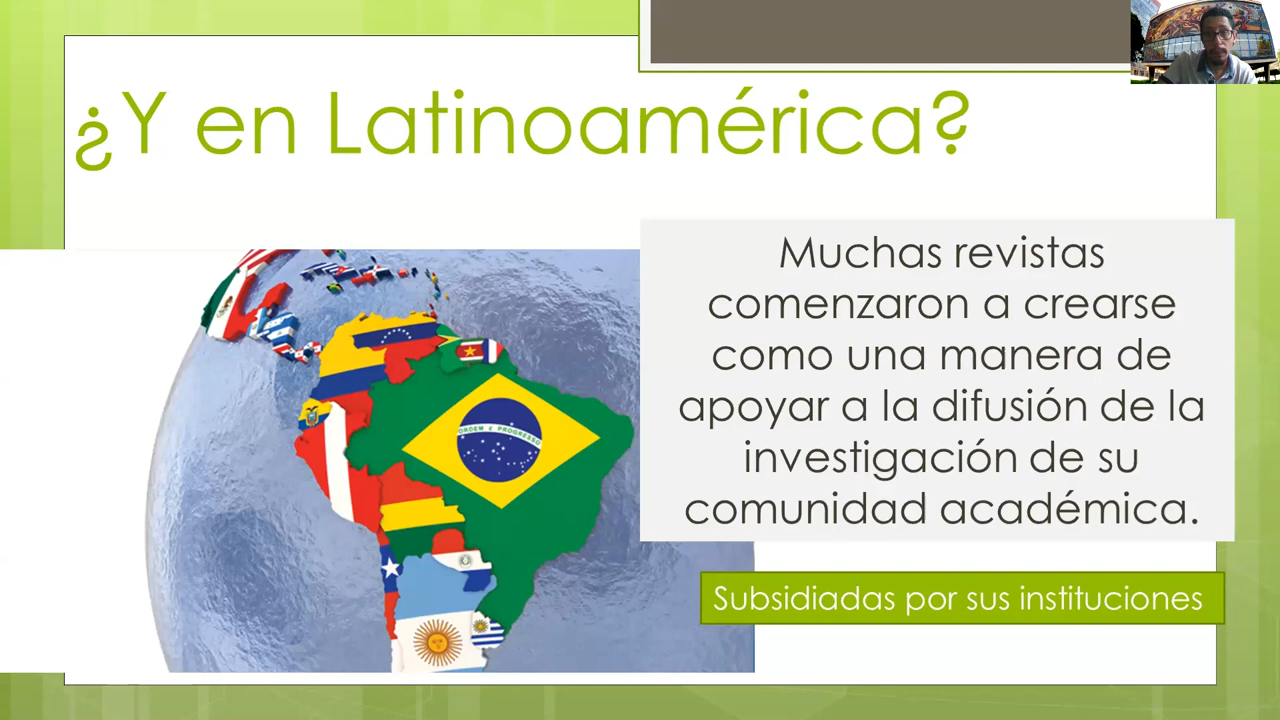 ¿Y en Latinoamérica?
Muchas revistas
comenzaron a crearse
como una manera de
apoyar a la difusión de la
investigación de su
comunidad académica.
Subsidiadas por sus instituciones
ORDEM E PROGRESSO